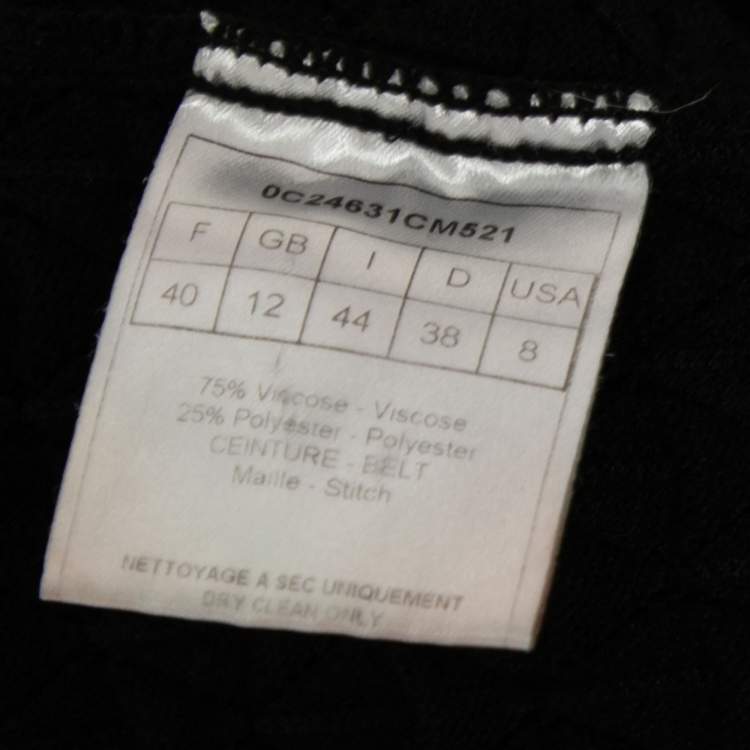 0C24631CM521
F GB I D USA
40 12 44 38 8
75% Viscose - Viscose
25% Polyester - Polyester
CEINTURE - BELT
Maille - Stitch
NETTOYAGE A SEC UNIQUEMENT
DRY CLEAN ONLY